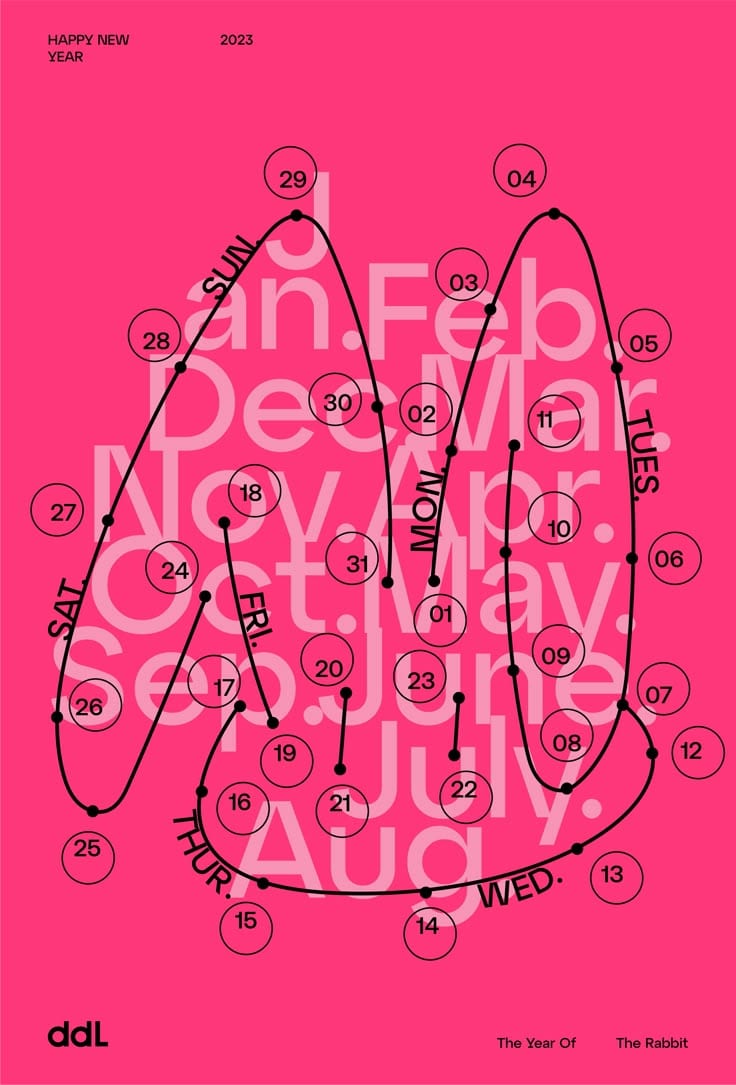 HAPPY NEW
YEAR
2023
29
04
J
SUN.
03
an. Feb.
28
05
Dec. Mar.
30
02
11
TUES.
Nov. Apr.
18
27
10
MON.
31
06
24
Oct. May.
01
SAT.
FRI.
09
20
23
Sep. June.
17
07
26
08
12
19
July.
22
16
21
THUR.
Aug.
25
13
WED.
15
14
ddL
The Year Of
The Rabbit